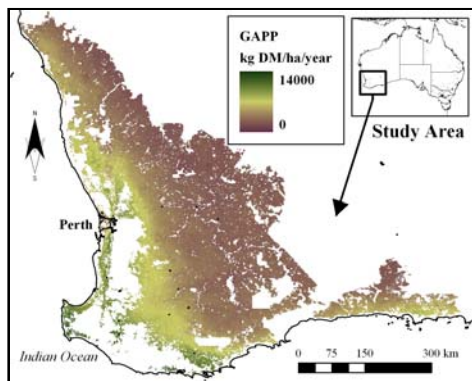 GAPP
kg DM/ha/year
14000
0
Study Area
N
S
Perth
Indian Ocean
0 75 150 300 km